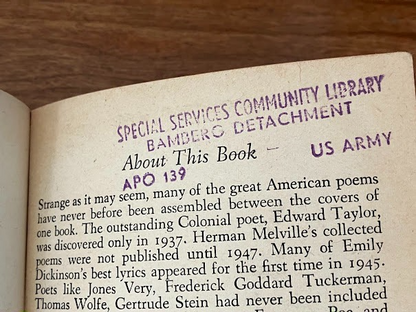 SPECIAL SERVICES COMMUNITY LIBRARY
BAMBERG DETACHMENT
About This Book – US ARMY
APO 139
Strange as it may seem, many of the great American poems
have never before been assembled between the covers of
one book. The outstanding Colonial poet, Edward Taylor,
was discovered only in 1937. Herman Melville's collected
poems were not published until 1947. Many of Emily
Dickinson's best lyrics appeared for the first time in 1945.
Poets like Jones Very, Frederick Goddard Tuckerman,
Thomas Wolfe, Gertrude Stein had never been included
Poe and